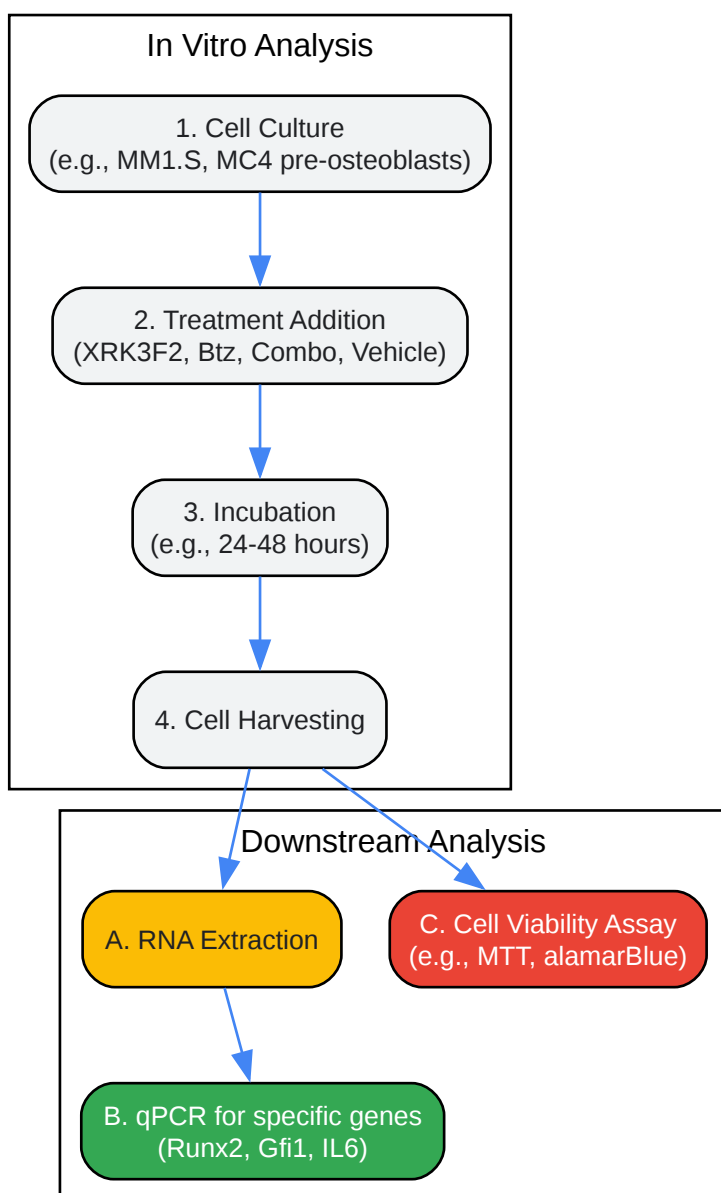 In Vitro Analysis
1. Cell Culture
(e.g., MM1.S, MC4 pre-osteoblasts)
2. Treatment Addition
(XRK3F2, Btz, Combo, Vehicle)
3. Incubation
(e.g., 24-48 hours)
4. Cell Harvesting
Downstream Analysis
A. RNA Extraction
C. Cell Viability Assay
(e.g., MTT, alamarBlue)
B. qPCR for specific genes
(Runx2, Gfi1, IL6)